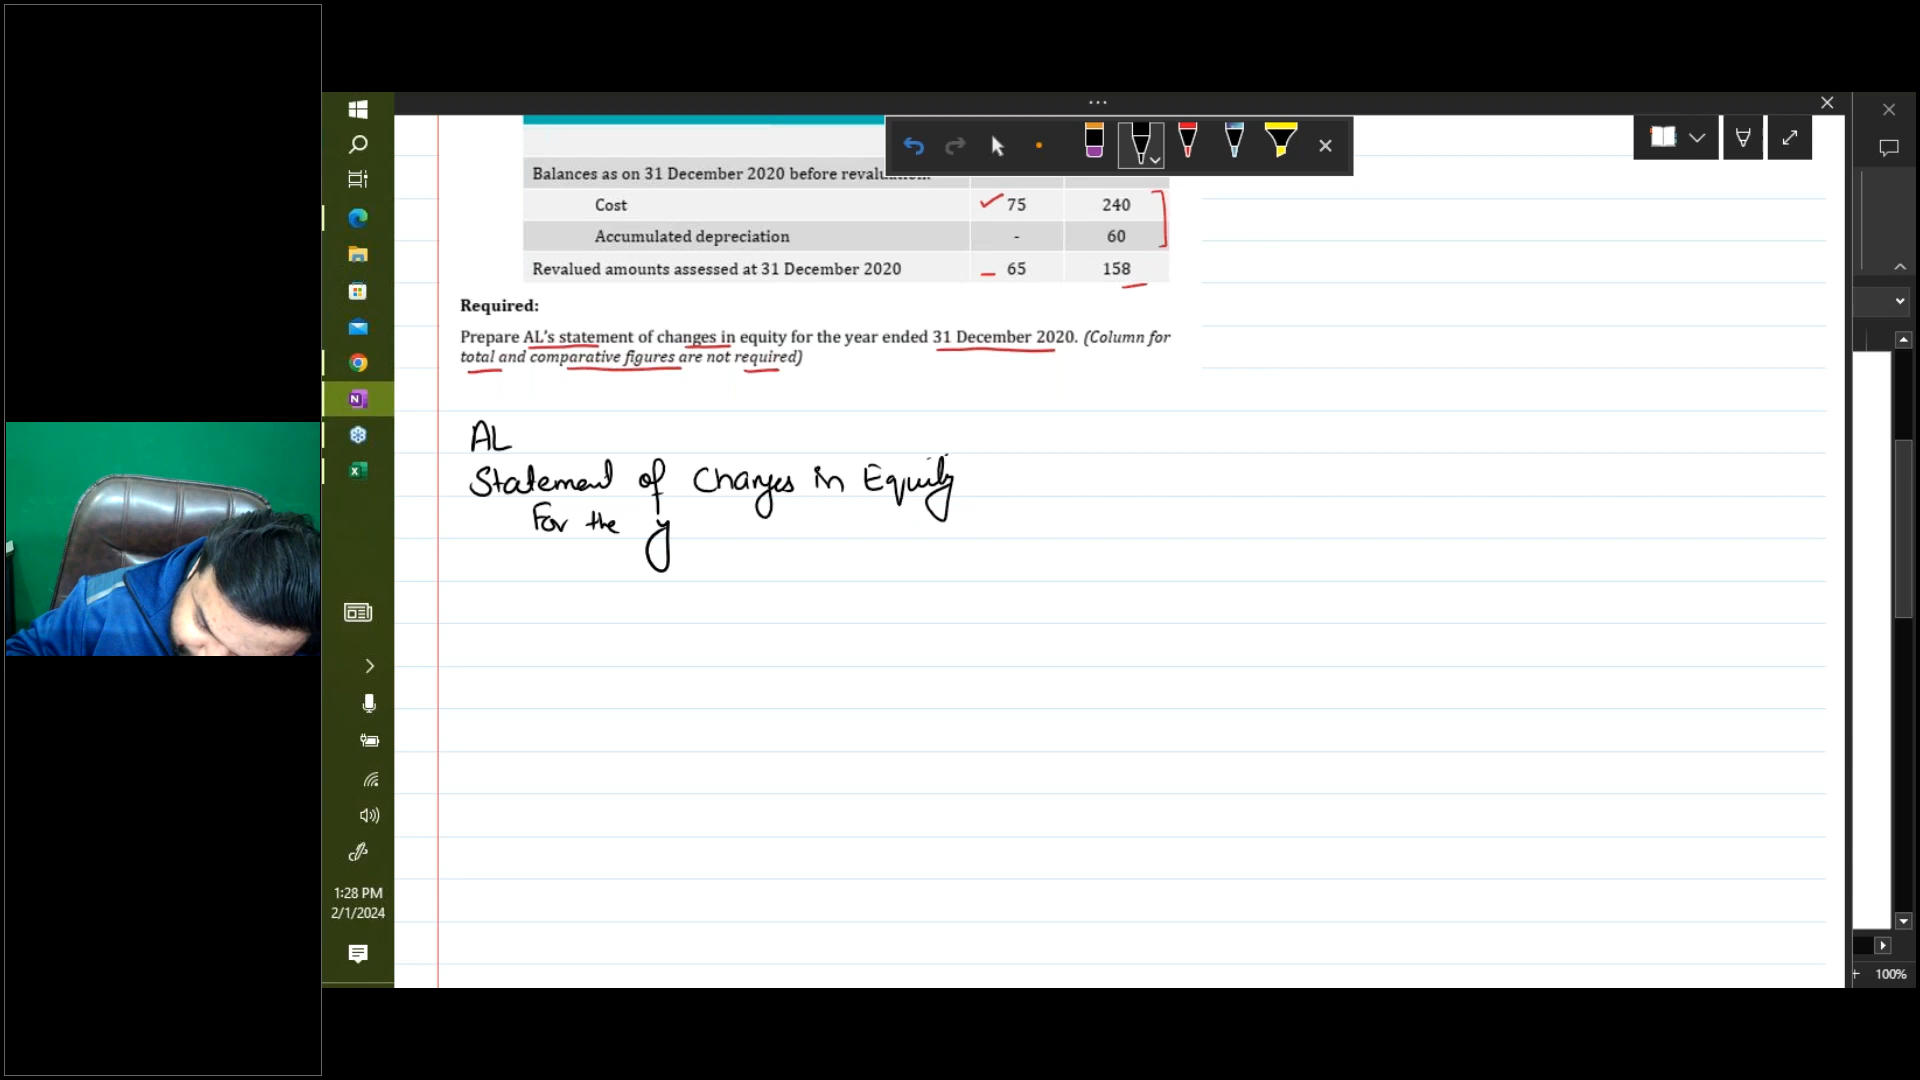 Balances as on 31 December 2020 before revaluation:
Cost 75 240
Accumulated depreciation - 60
Revalued amounts assessed at 31 December 2020 65 158
Required:
Prepare AL's statement of changes in equity for the year ended 31 December 2020. (Column for
total and comparative figures are not required)
AL
Statement of Changes in Equity
For the y
1:28 PM
2/1/2024
100%